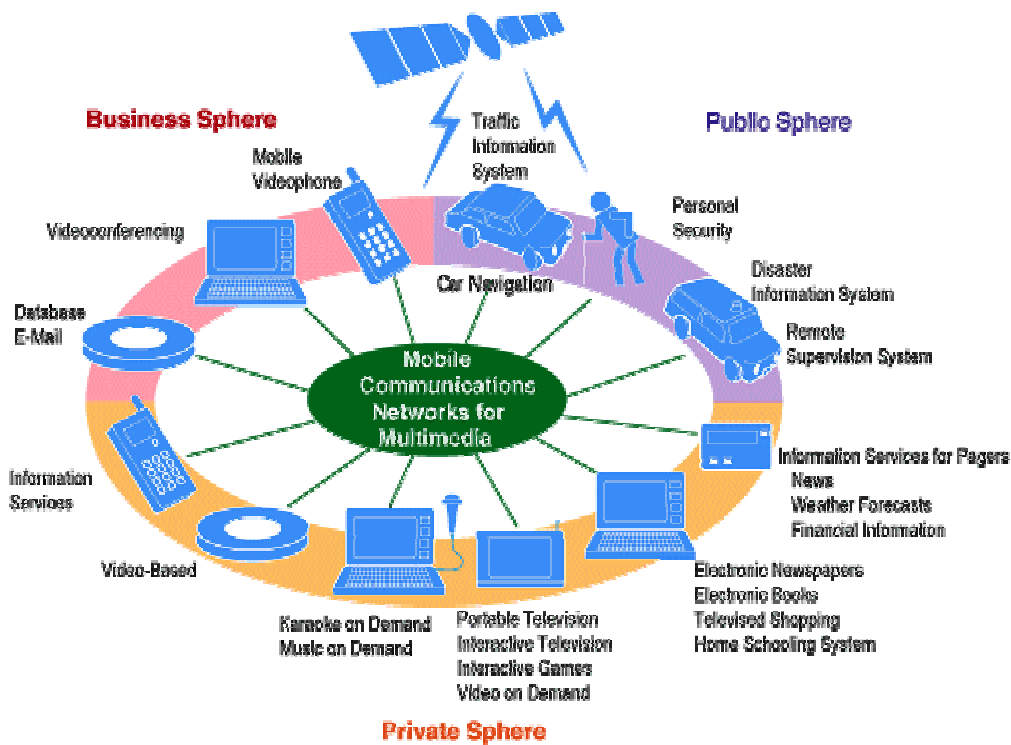 Business Sphere
Public Sphere
Traffic
Information
System
Mobile
Videophone
Personal
Security
Videoconferencing
Car Navigation
Disaster
Information System
Database
E-Mail
Remote
Supervision System
Mobile
Communications
Networks for
Multimedia
Information
Services
Information Services for Pagers
News
Weather Forecasts
Financial Information
Video-Based
Karaoke on Demand
Music on Demand
Portable Television
Interactive Television
Interactive Games
Video on Demand
Electronic Newspapers
Electronic Books
Televised Shopping
Home Schooling System
Private Sphere